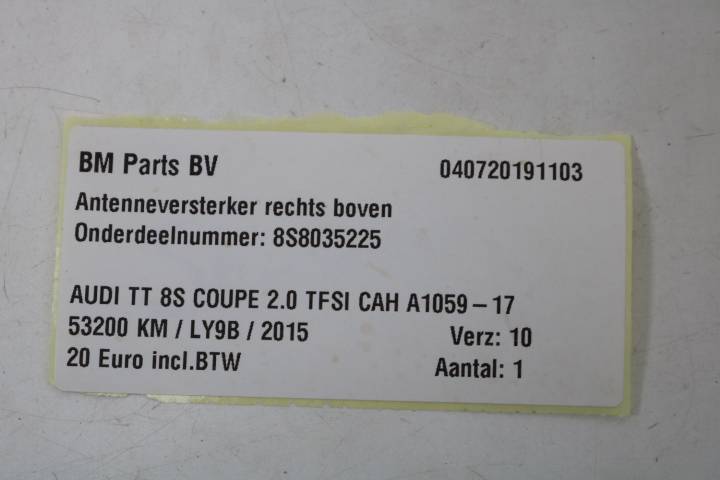 BM Parts BV 040720191103
Antenneversterker rechts boven
Onderdeelnummer: 8S8035225
AUDI TT 8S COUPE 2.0 TFSI CAH A1059-17
53200 KM / LY9B / 2015 Verz: 10
20 Euro incl.BTW Aantal: 1